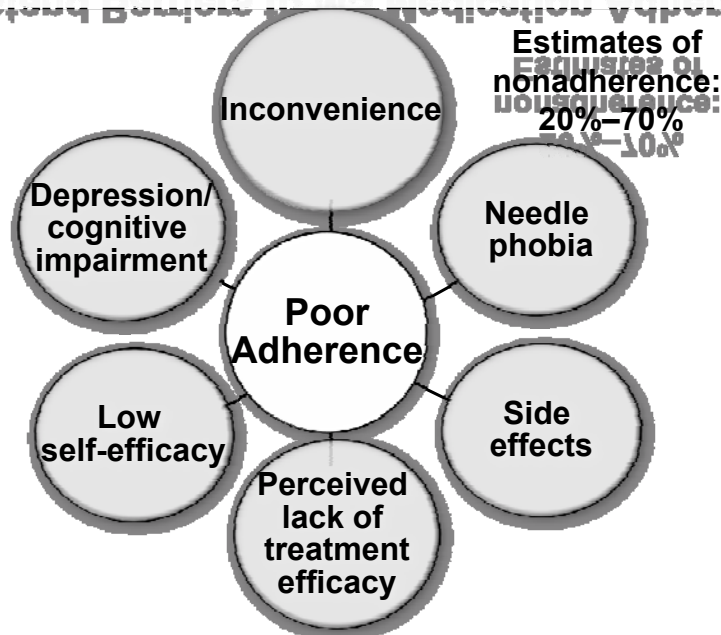 Estimates of
nonadherence:
20%–70%
Inconvenience
Needle
phobia
Side
effects
Perceived
lack of
treatment
efficacy
Low
self-efficacy
Depression/
cognitive
impairment
Poor
Adherence